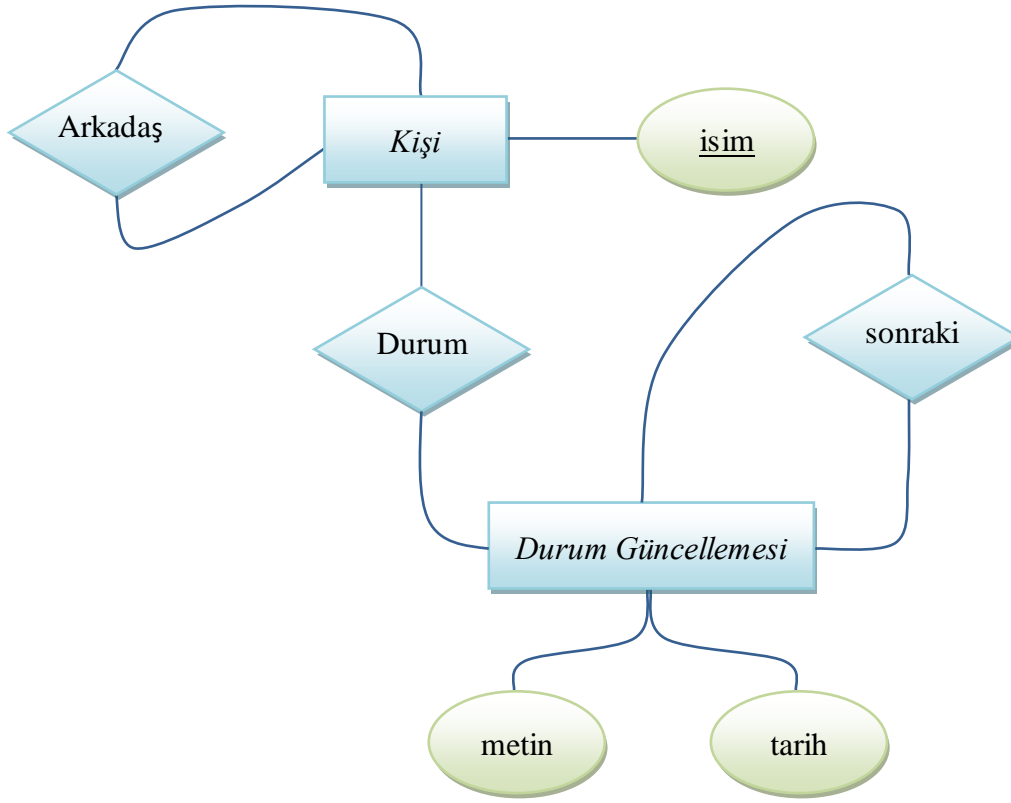 Arkadaş
Kişi
isim
Durum
sonraki
Durum Güncellemesi
metin
tarih